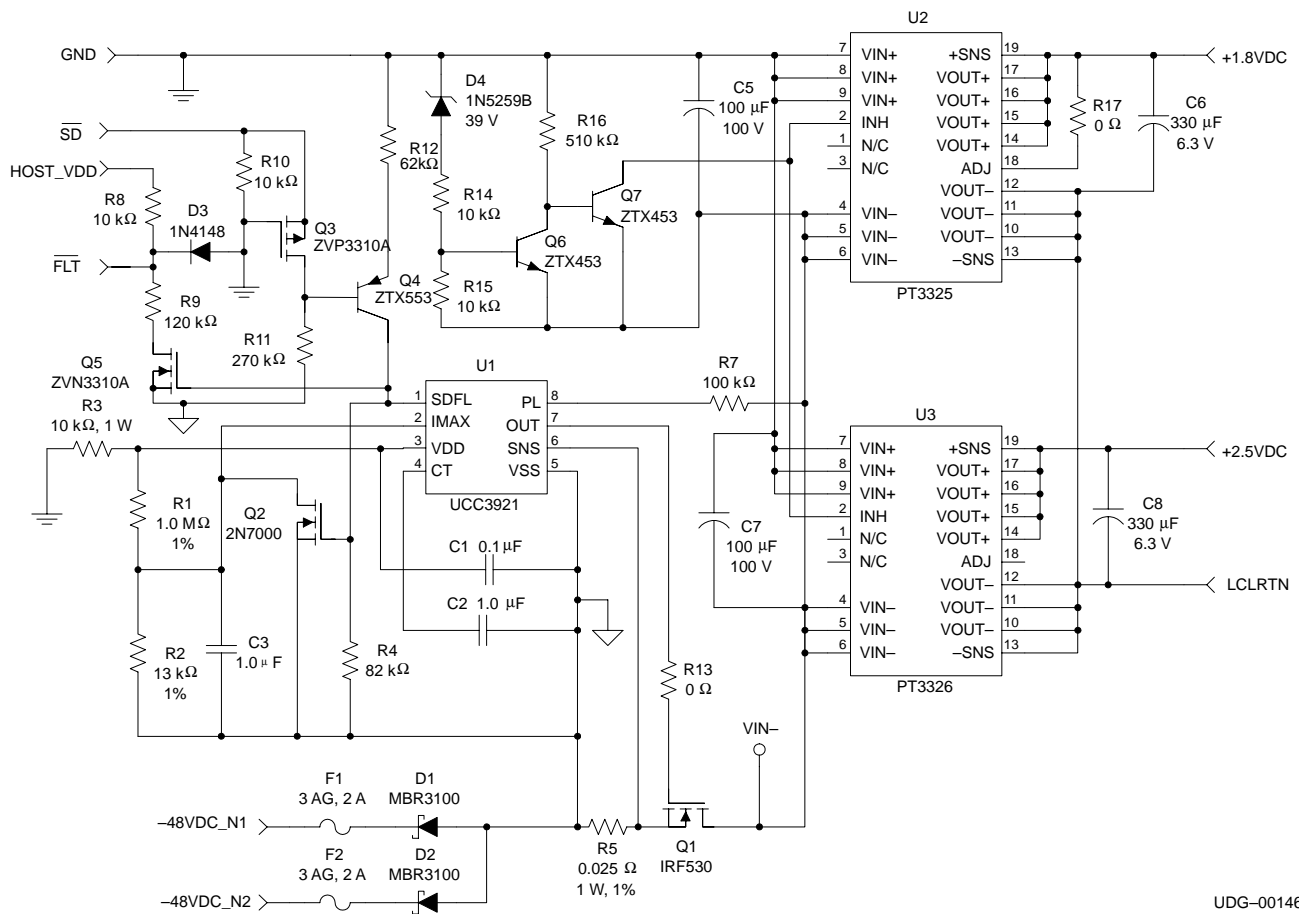 U2
GND
7
VIN+
+SNS
19
+1.8VDC
8
VIN+
VOUT+
17
9
VIN+
VOUT+
16
2
INH
VOUT+
15
1
N/C
VOUT+
14
3
N/C
ADJ
18
VOUT–
12
4
VIN–
VOUT–
11
5
VIN–
VOUT–
10
6
VIN–
–SNS
13
PT3325
D4
1N5259B
39 V
C5
100 µF
100 V
R17
0 Ω
C6
330 µF
6.3 V
SD
HOST_VDD
R10
10 kΩ
R12
62kΩ
R16
510 kΩ
R8
10 kΩ
D3
1N4148
Q3
ZVP3310A
R14
10 kΩ
Q7
ZTX453
FLT
Q4
ZTX553
Q6
ZTX453
R9
120 kΩ
R11
270 kΩ
R15
10 kΩ
Q5
ZVN3310A
U1
R7
100 kΩ
R3
10 kΩ, 1 W
1
SDFL
PL
8
2
IMAX
OUT
7
3
VDD
SNS
6
4
CT
VSS
5
UCC3921
U3
7
VIN+
+SNS
19
+2.5VDC
8
VIN+
VOUT+
17
9
VIN+
VOUT+
16
2
INH
VOUT+
15
1
N/C
VOUT+
14
3
N/C
ADJ
18
VOUT–
12
LCLRTN
4
VIN–
VOUT–
11
5
VIN–
VOUT–
10
6
VIN–
–SNS
13
PT3326
R1
1.0 MΩ
1%
Q2
2N7000
C7
100 µF
100 V
C8
330 µF
6.3 V
C1 0.1 µF
C2 1.0 µF
R2
13 kΩ
1%
C3
1.0 µ F
R4
82 kΩ
R13
0 Ω
VIN–
F1
3 AG, 2 A
D1
MBR3100
–48VDC_N1
R5
0.025 Ω
1 W, 1%
Q1
IRF530
F2
3 AG, 2 A
D2
MBR3100
–48VDC_N2
UDG–00146